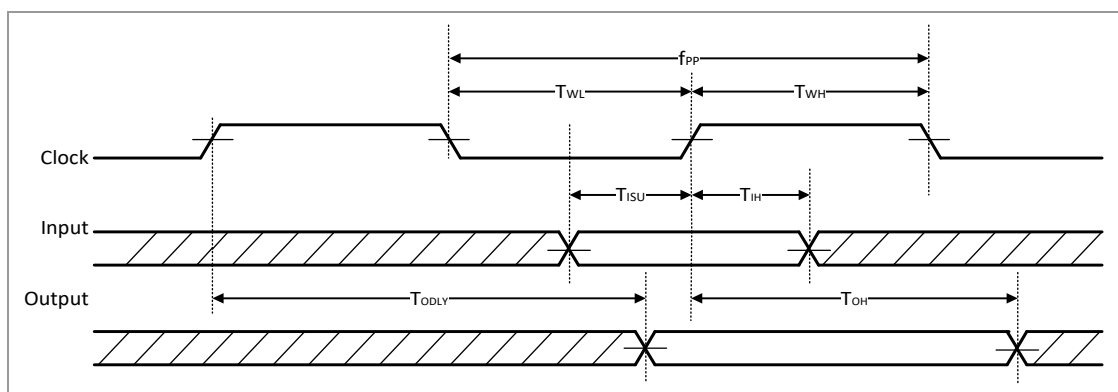 fPP
TWL TWH
Clock
TISU TIH
Input
Output
TODLY TOH